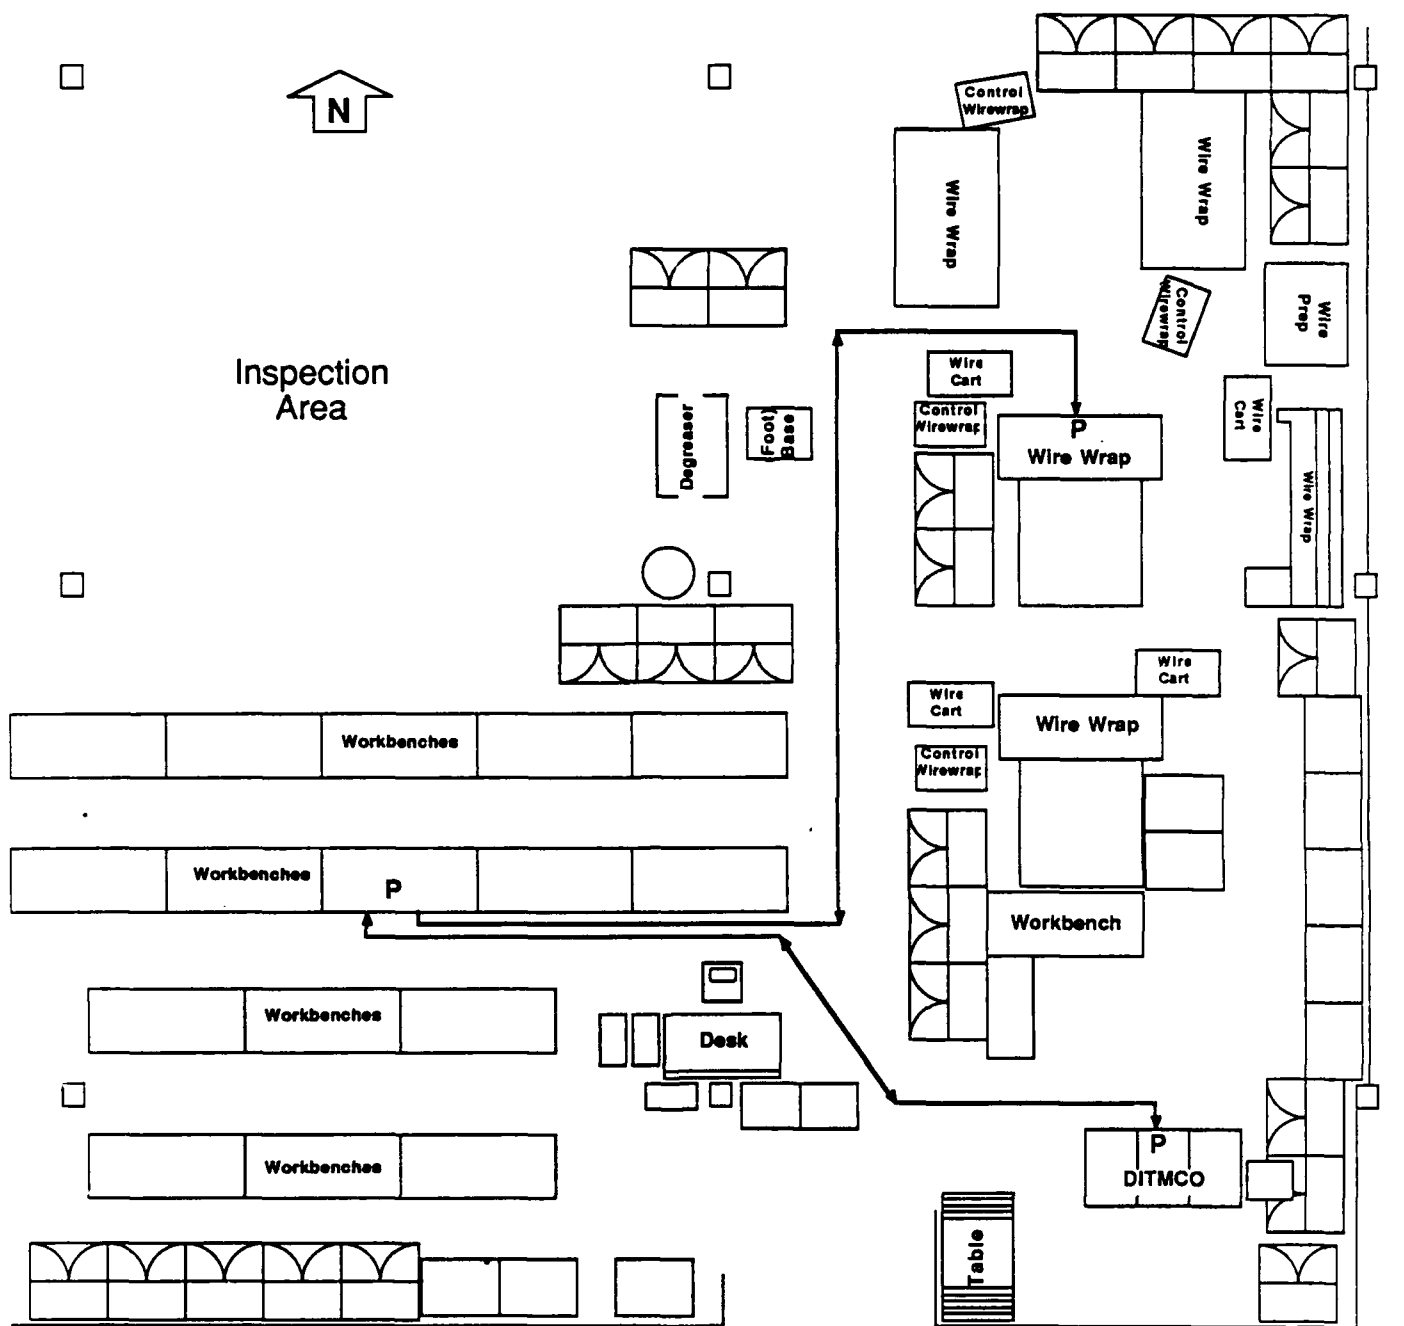 N
Control
Wirewrap
Wire Wrap
Wire Wrap
Control
Wirewrap
Wire
Prep
Inspection
Area
Wire
Cart
Control
Wirewrap
P
Wire Wrap
Wire
Cart
Degreaser
(Foot)
Base
Wire Wrap
Wire
Cart
Wire
Cart
Wire Wrap
Control
Wirewrap
Workbenches
Workbenches
P
Workbench
Workbenches
Desk
Workbenches
P
DITMCO
Table